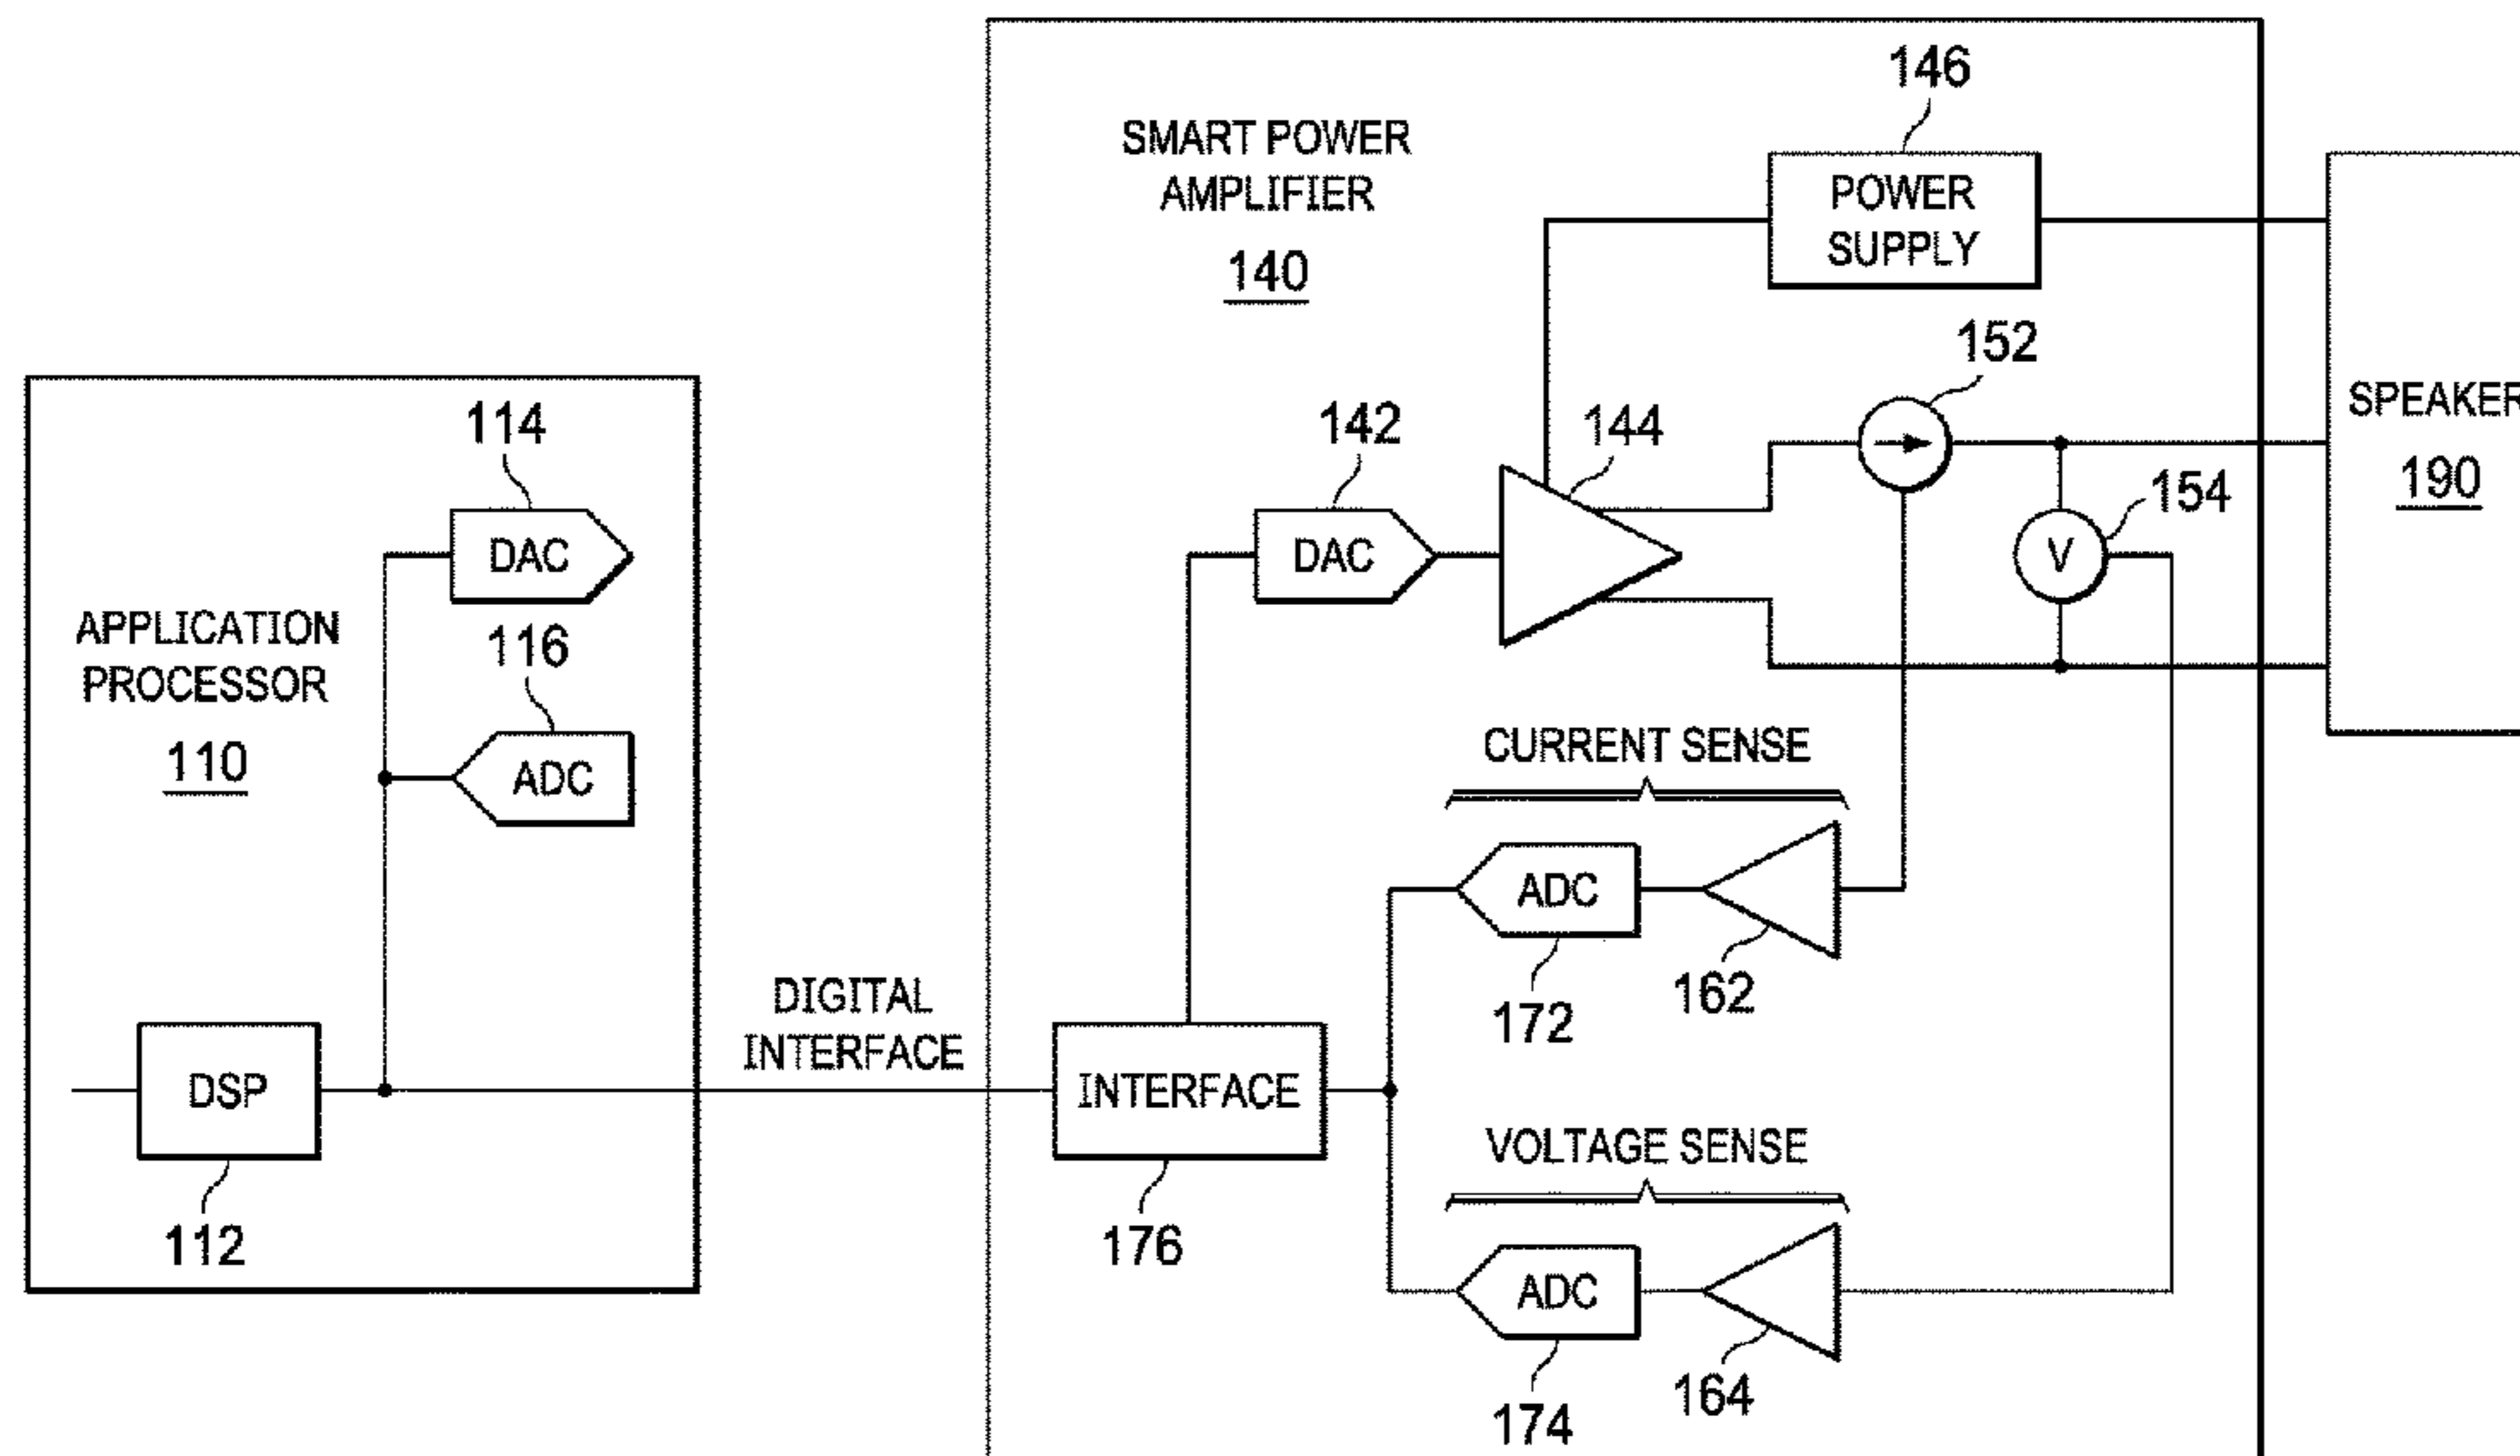 146
SMART POWER
AMPLIFIER
140
POWER
SUPPLY
152
SPEAKER
190
114
142
144
154
DAC
DAC
V
APPLICATION
PROCESSOR
110
116
ADC
CURRENT SENSE
ADC
162
172
DIGITAL
INTERFACE
DSP
INTERFACE
VOLTAGE SENSE
112
176
ADC
164
174